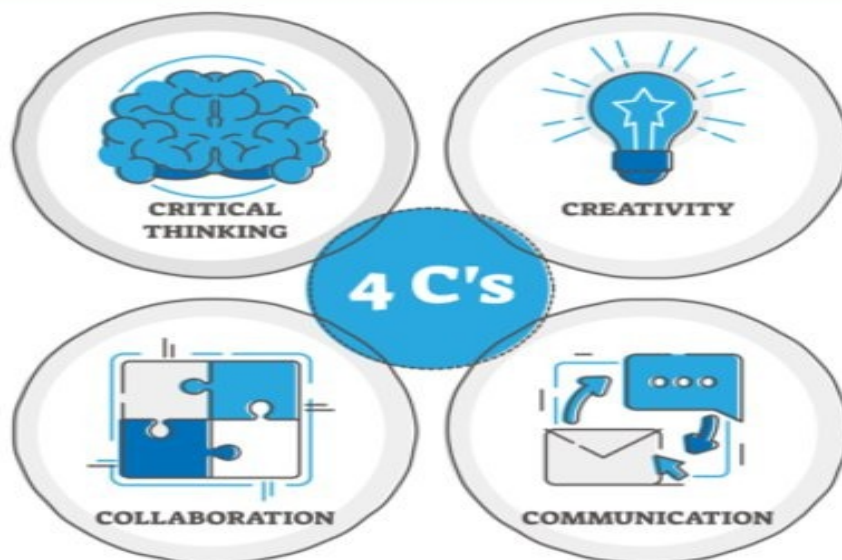 CRITICAL
THINKING
CREATIVITY
4 C's
COLLABORATION
COMMUNICATION